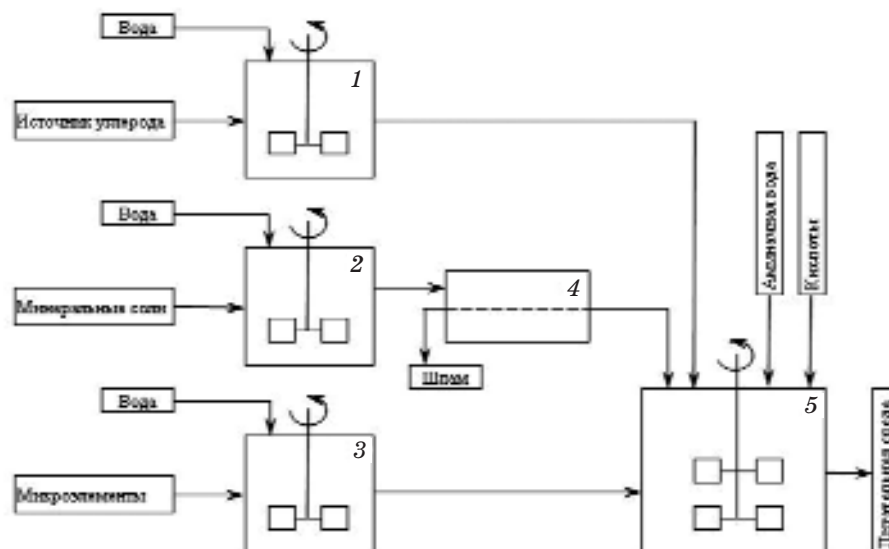 Вода
1
Источник углерода
Вода
2
Минеральные соли
4
Шлам
Аммиачная вода
Кислоты
Вода
3
Микроэлементы
5
Питательная среда